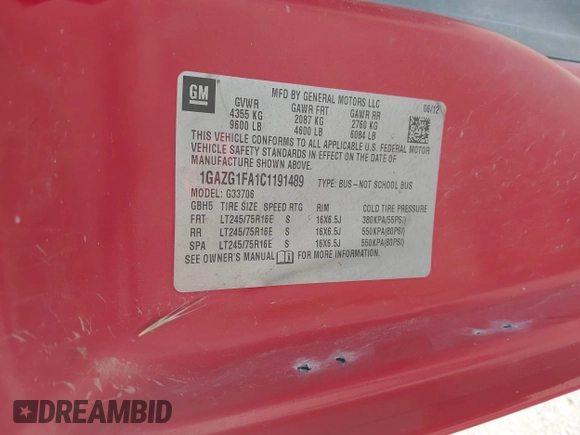 GM
MFD BY GENERAL MOTORS LLC
06/12
GVWR GAWR FRT GAWR RR
4355 KG 2087 KG 2760 KG
9600 LB 4600 LB 6084 LB
THIS VEHICLE CONFORMS TO ALL APPLICABLE U.S. FEDERAL MOTOR
VEHICLE SAFETY STANDARDS IN EFFECT ON THE DATE OF
MANUFACTURE SHOWN ABOVE.
1GAZG1FA1C1191489 TYPE: BUS–NOT SCHOOL BUS
MODEL: G33706
GBH5 TIRE SIZE SPEED RTG RIM COLD TIRE PRESSURE
FRT LT245/75R16E S 16X6.5J 380KPA(55PSI)
RR LT245/75R16E S 16X6.5J 550KPA(80PSI)
SPA LT245/75R16E S 16X6.5J 550KPA(80PSI)
SEE OWNER'S MANUAL FOR MORE INFORMATION.
DREAMBID